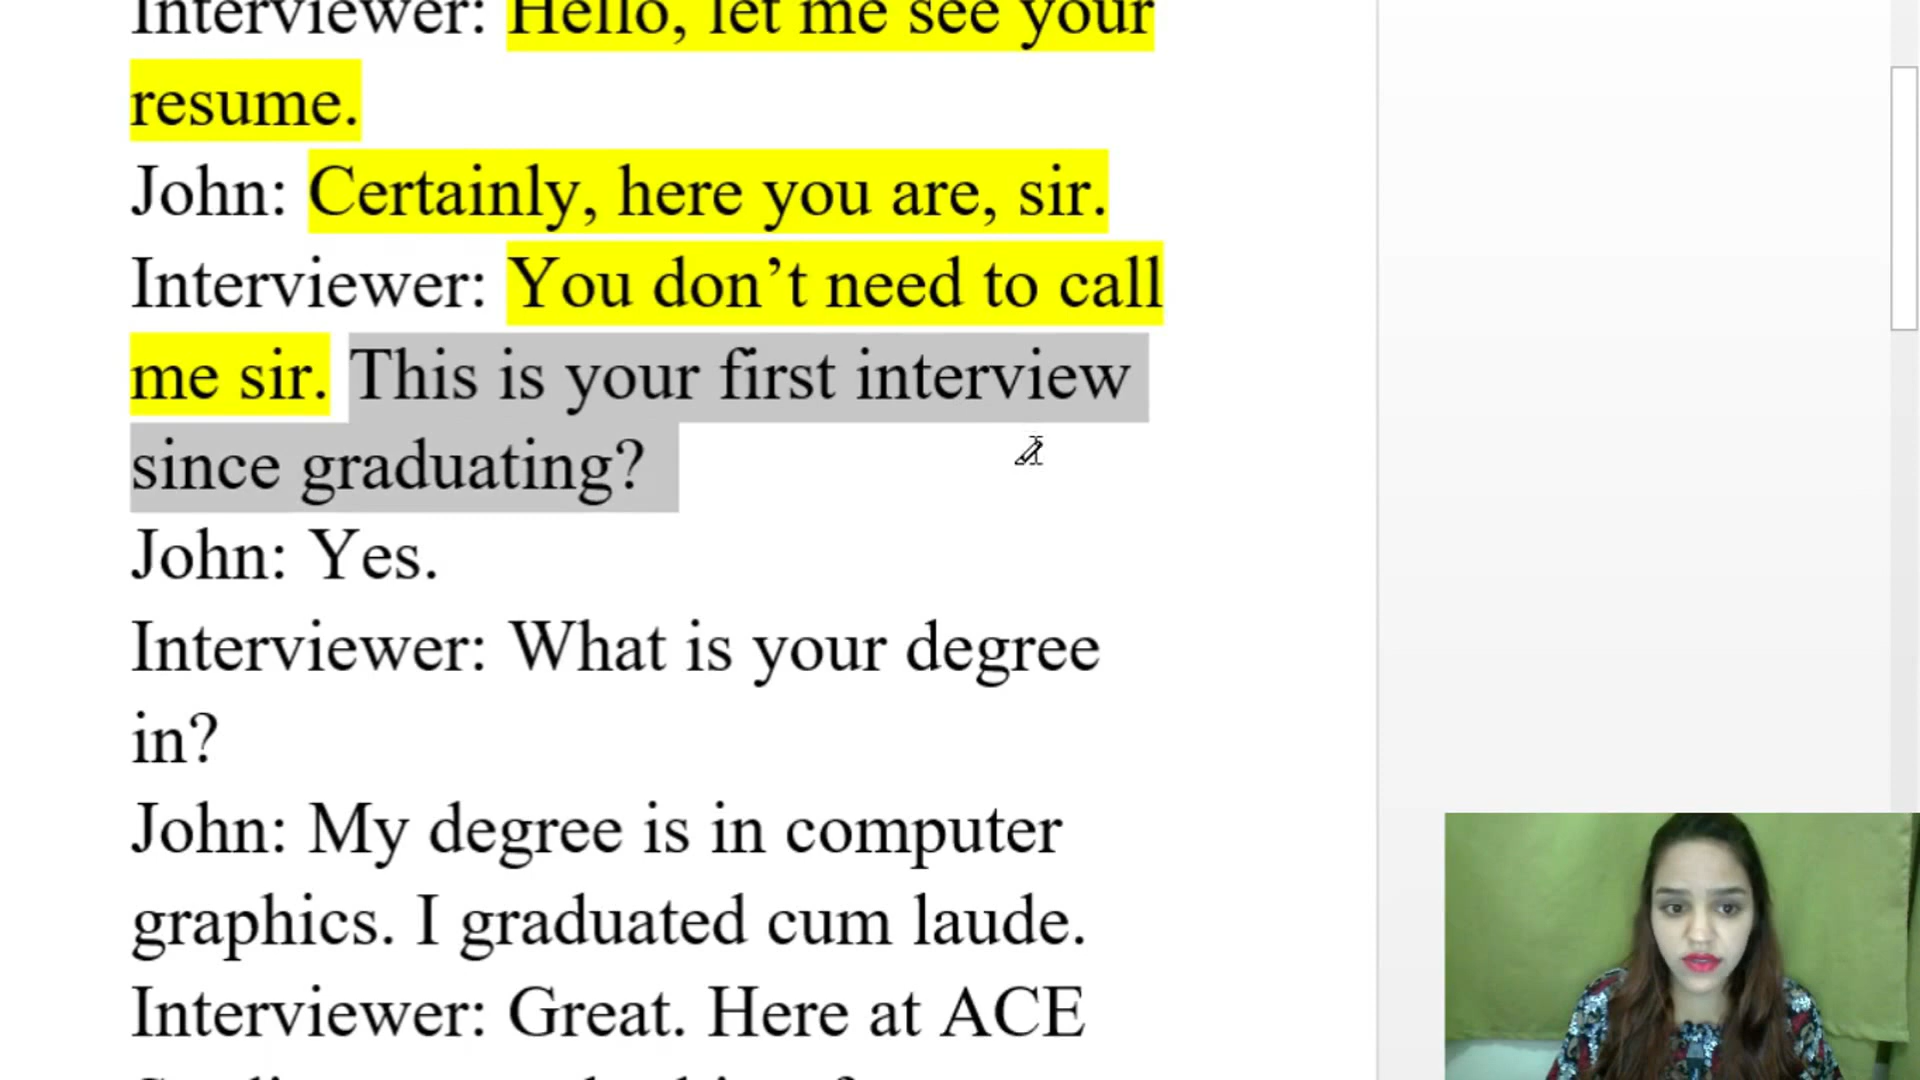 Interviewer: Hello, let me see your
resume.
John: Certainly, here you are, sir.
Interviewer: You don’t need to call
me sir. This is your first interview
since graduating?
John: Yes.
Interviewer: What is your degree
in?
John: My degree is in computer
graphics. I graduated cum laude.
Interviewer: Great. Here at ACE